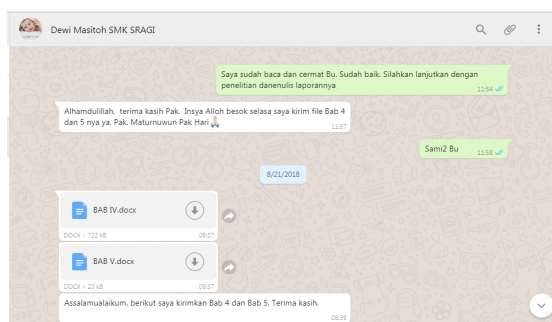 Dewi Masitoh SMK SRAGI
Saya sudah baca dan cermat Bu. Sudah baik. Silahkan lanjutkan dengan
penelitian danenulis laporannya
11:54
Alhamdulillah, terima kasih Pak. Insya Alloh besok selasa saya kirim file Bab 4
dan 5 nya ya, Pak. Maturnuwun Pak Hari 🙏
11:57
Sami2 Bu
11:58
8/21/2018
BAB IV.docx
DOCX • 722 kB
08:37
BAB V.docx
DOCX • 20 kB
08:37
Assalamualaikum, berikut saya kirimkan Bab 4 dan Bab 5. Terima kasih.
08:39